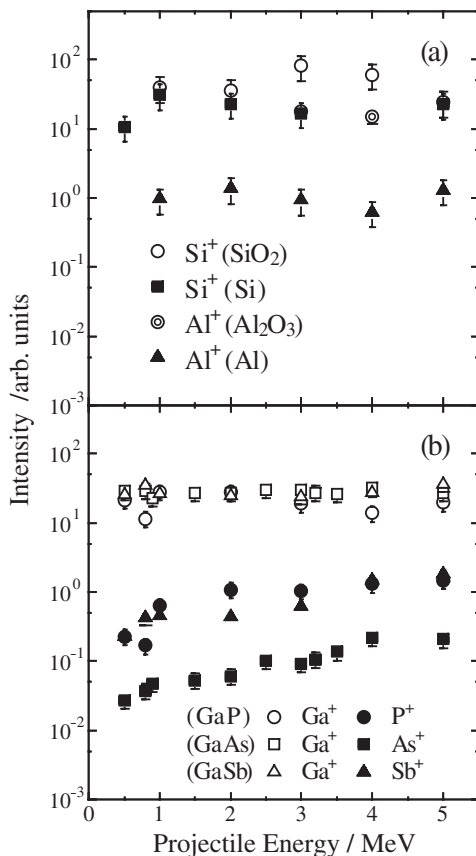 (a)
10²
10¹
10⁰
10⁻¹
10⁻²
10⁻³
Si⁺(SiO₂)
Si⁺(Si)
Al⁺(Al₂O₃)
Al⁺(Al)
Intensity /arb. units
(b)
10²
10¹
10⁰
10⁻¹
10⁻²
10⁻³
(GaP) Ga⁺ P⁺
(GaAs) Ga⁺ As⁺
(GaSb) Ga⁺ Sb⁺
0 1 2 3 4 5
Projectile Energy / MeV